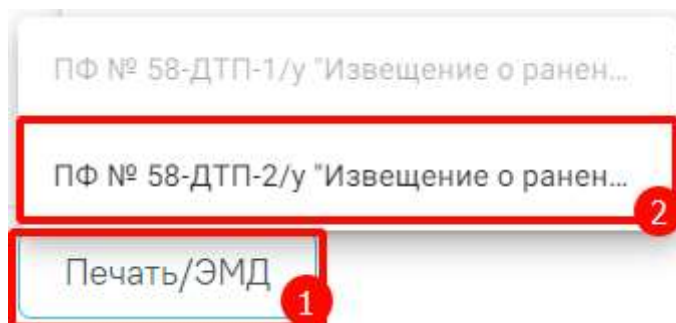 ПФ № 58-ДТП-1/у "Извещение о ранен...
ПФ № 58-ДТП-2/у "Извещение о ранен...
2
Печать/ЭМД
1